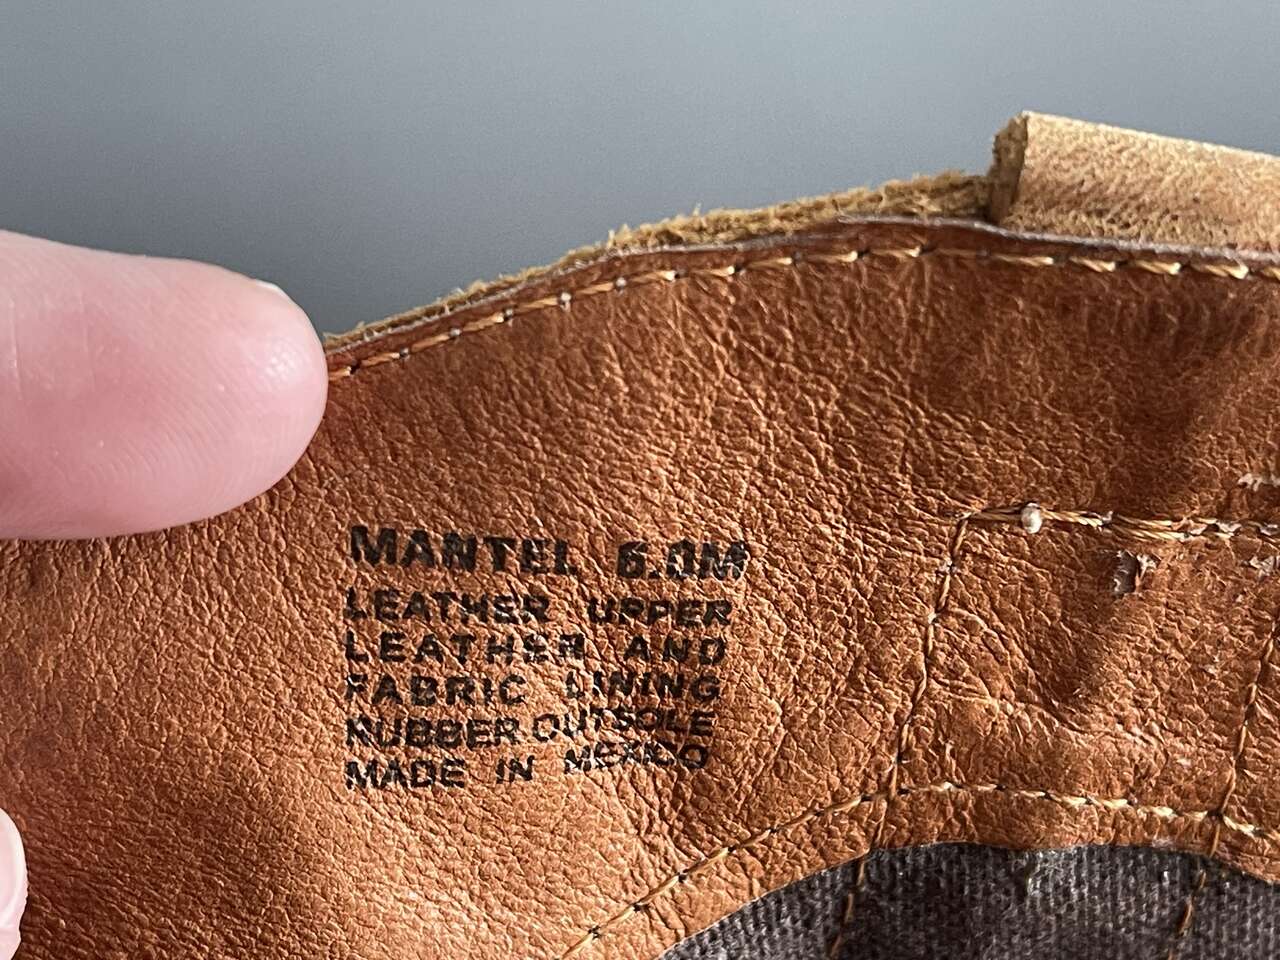 MANTEL 6.0M
LEATHER UPPER
LEATHER AND
FABRIC LINING
RUBBER OUTSOLE
MADE IN MEXICO